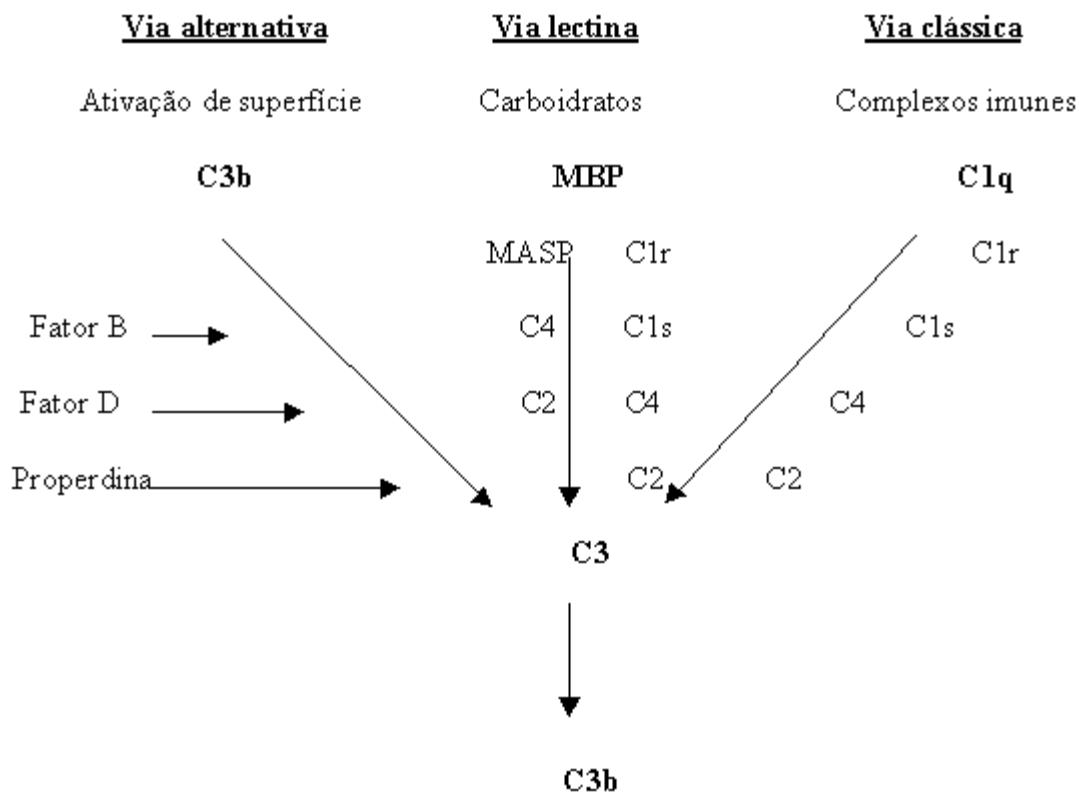 Via alternativa Via lectina Via clássica
Ativação de superfície Carboidratos Complexos imunes
C3b MBP C1q
MASP C1r C1r
Fator B C4 C1s C1s
Fator D C2 C4 C4
Properdina C2 C2
C3
C3b